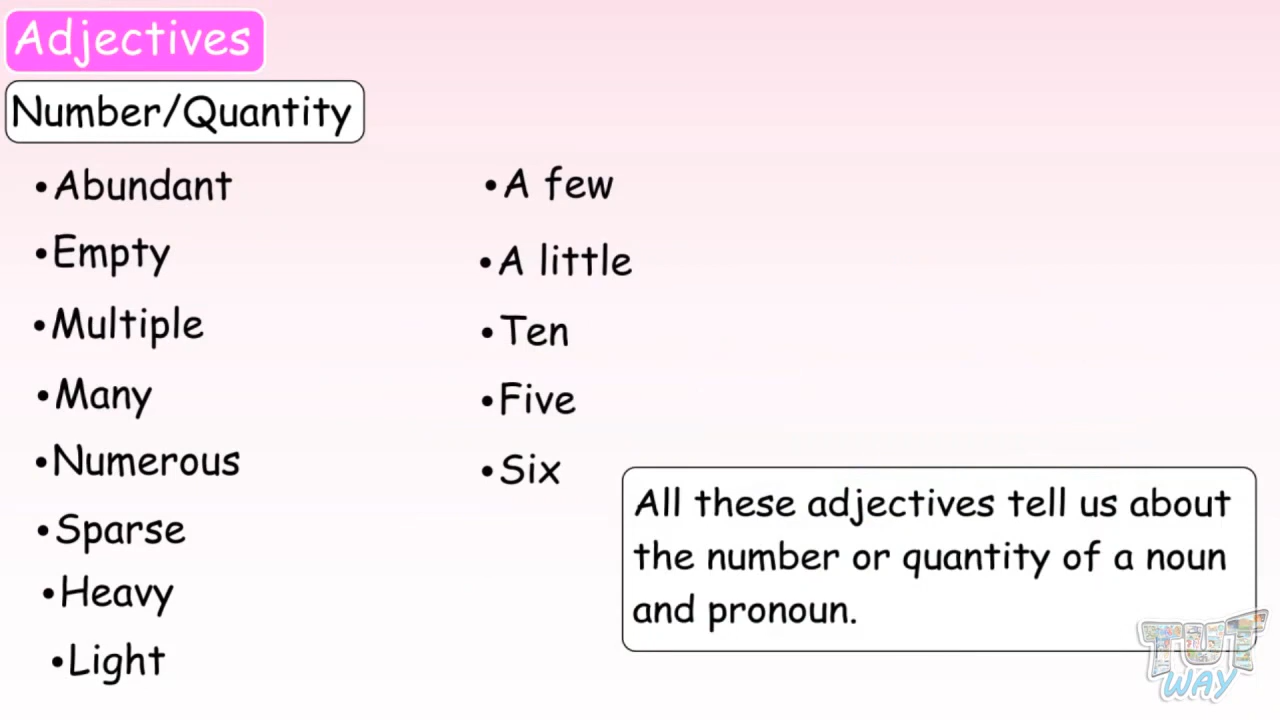 Adjectives
Number/Quantity
•Abundant
•Empty
•Multiple
•Many
•Numerous
•Sparse
•Heavy
•Light
•A few
•A little
•Ten
•Five
•Six
All these adjectives tell us about
the number or quantity of a noun
and pronoun.
TUT
WAY